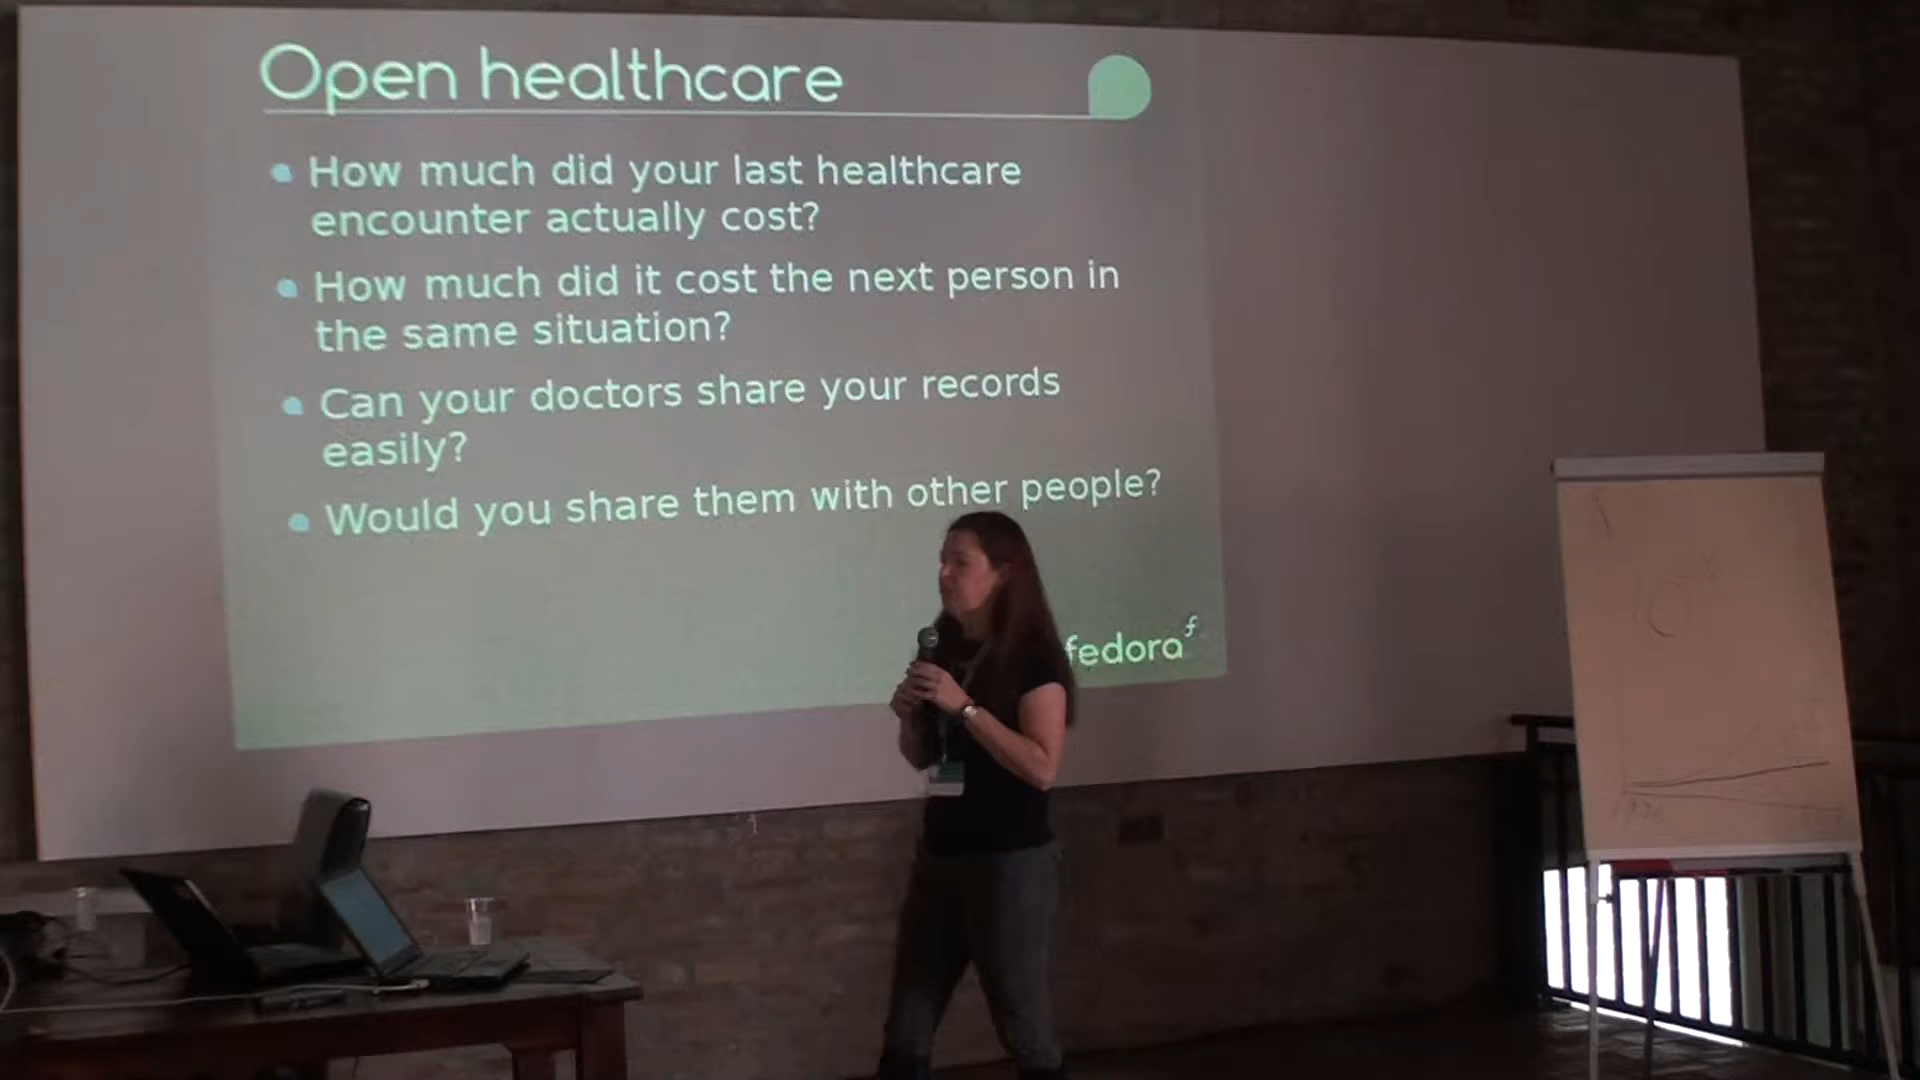 Open healthcare
How much did your last healthcare
encounter actually cost?
How much did it cost the next person in
the same situation?
Can your doctors share your records
easily?
Would you share them with other people?
fedora